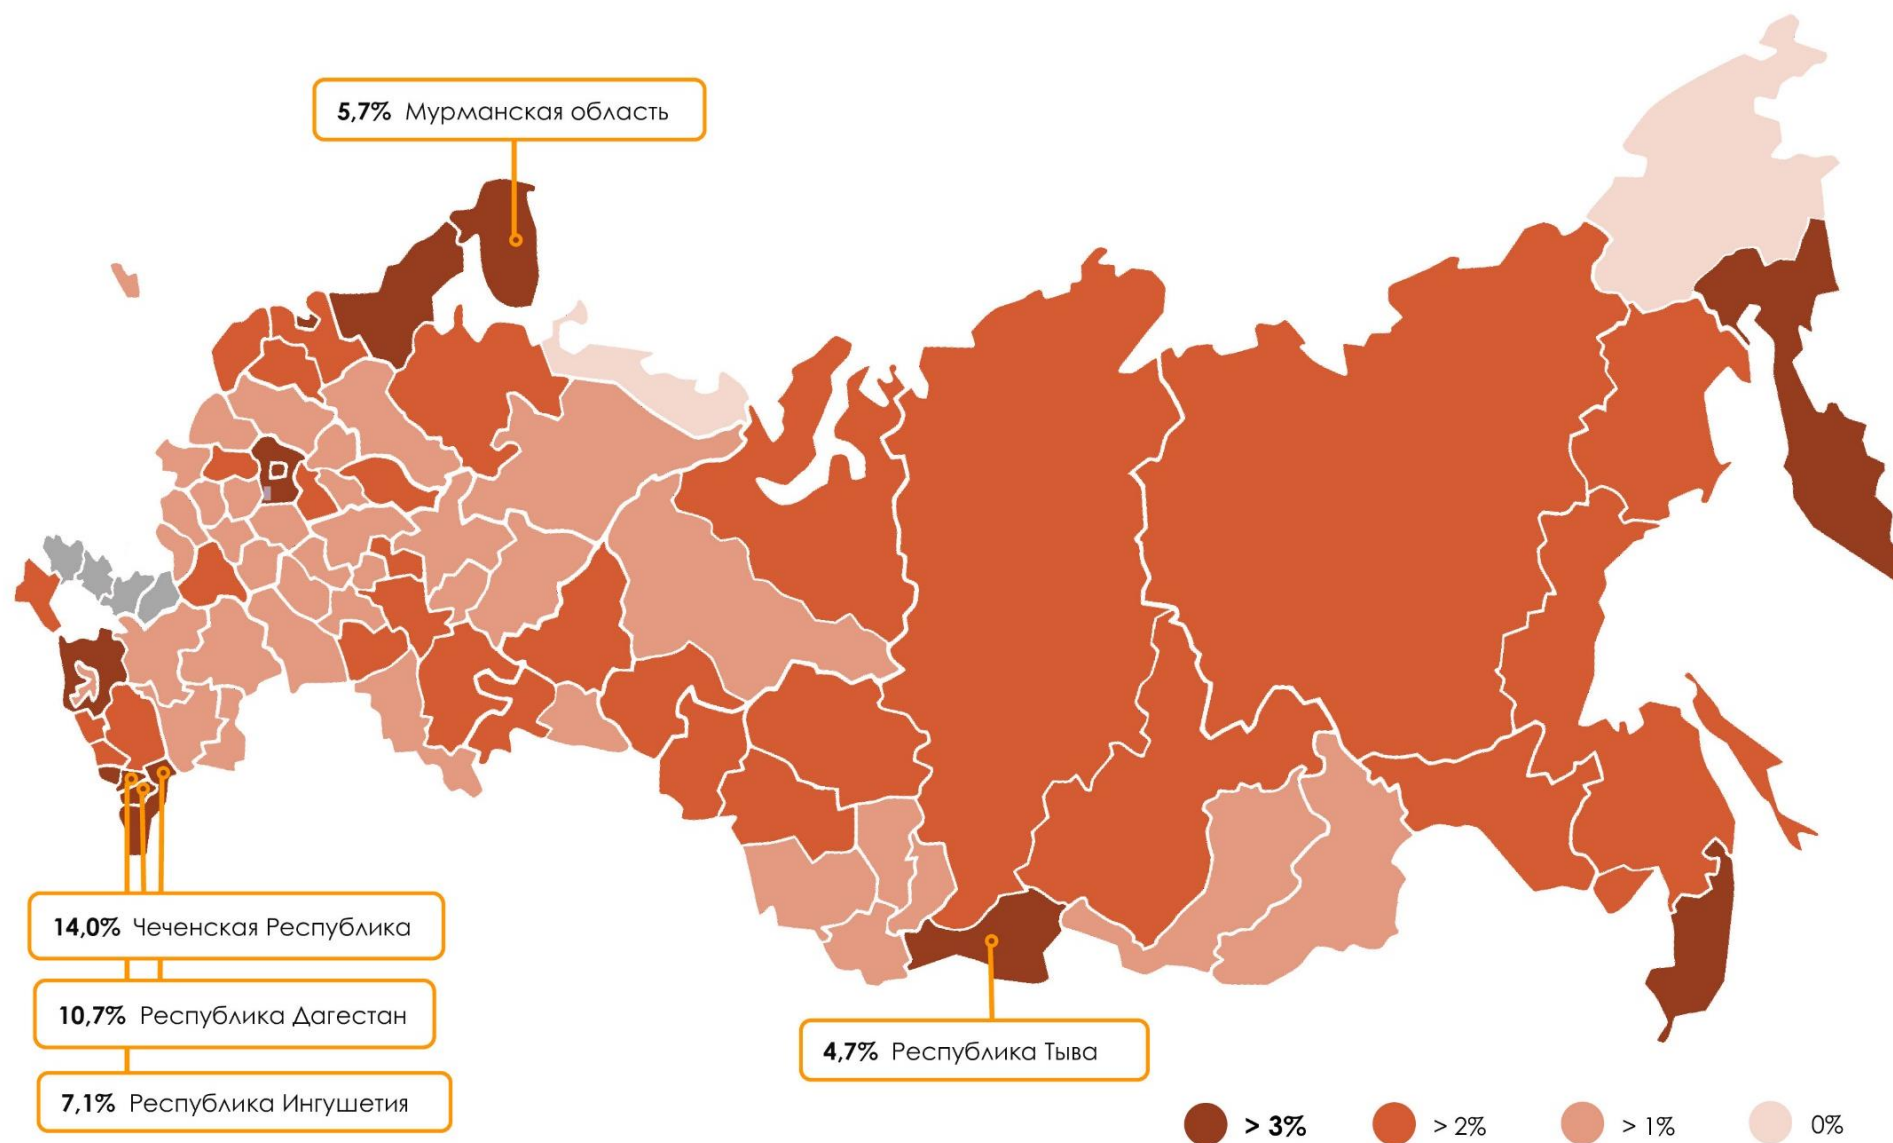 5,7% Мурманская область
14,0% Чеченская Республика
10,7% Республика Дагестан
7,1% Республика Ингушетия
4,7% Республика Тыва
> 3%
> 2%
> 1%
0%